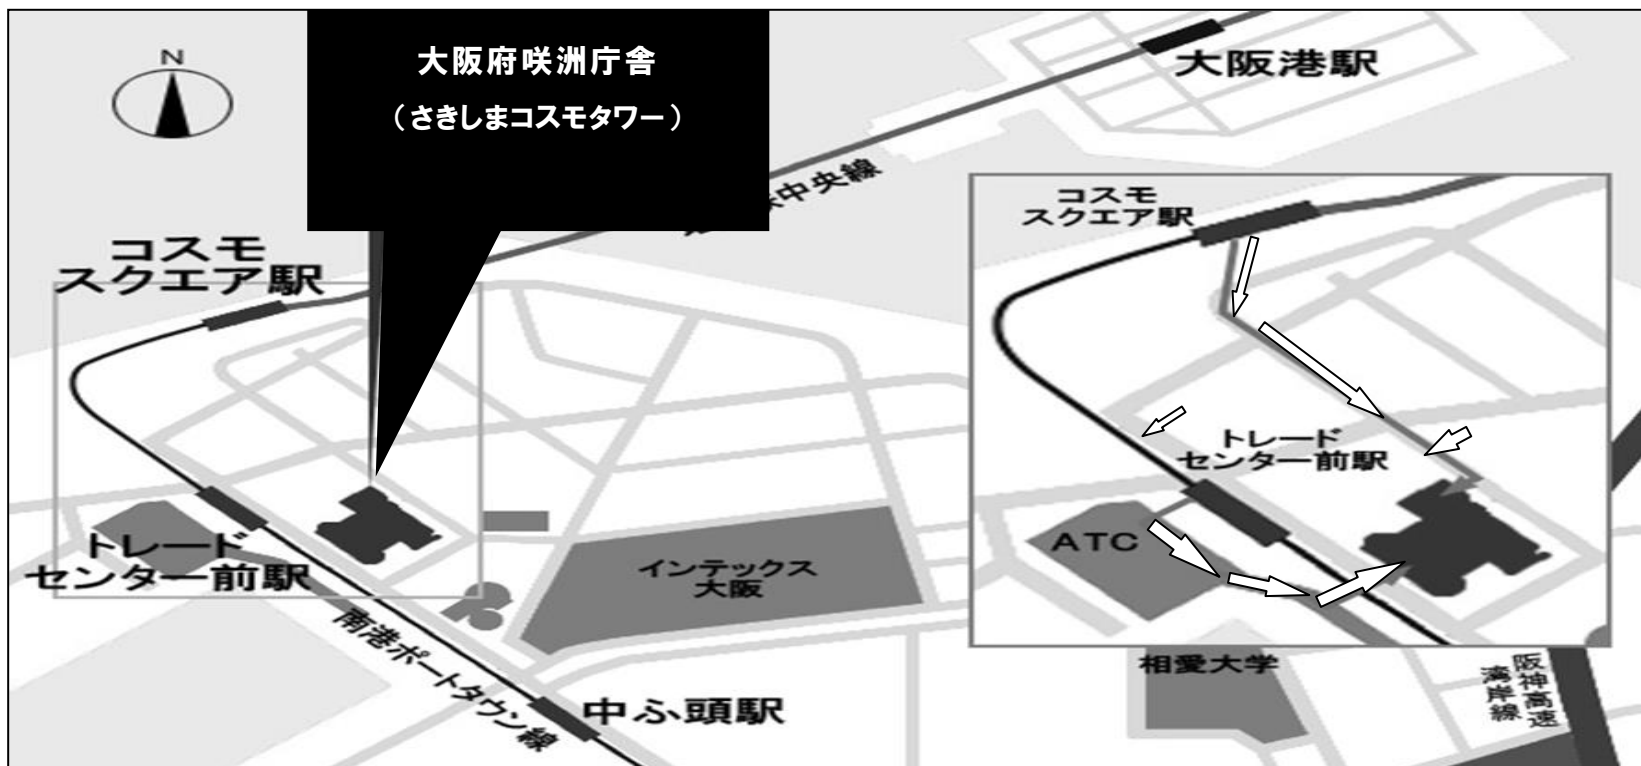 N
大阪府咲洲庁舎
(さきしまコスモタワー)
大阪港駅
中央線
コスモ
スクエア駅
コスモ
スクエア駅
トレード
センター前駅
ATC
トレード
センター前駅
インテックス
大阪
南港ポートタウン線
中ふ頭駅
相愛大学
阪神高速
湾岸線